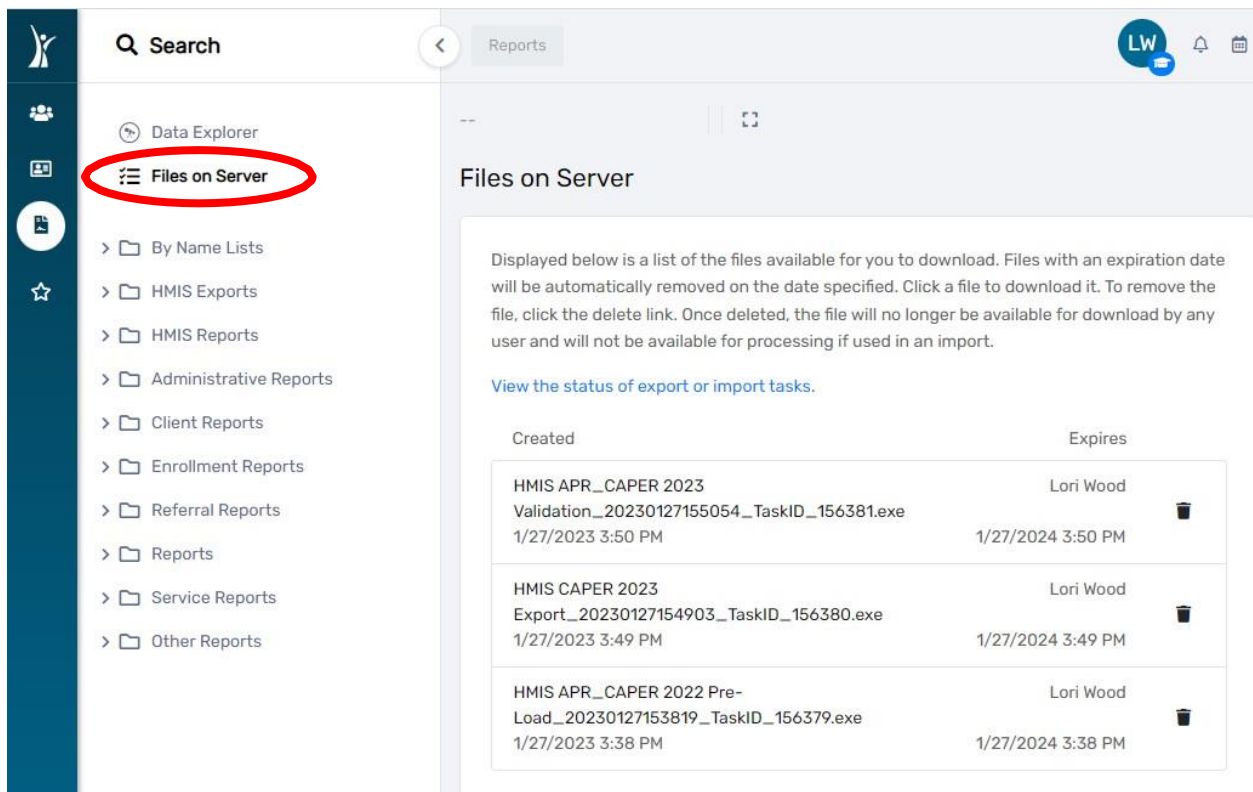 Search
Reports
LW
Data Explorer
--
Files on Server
Files on Server
By Name Lists
HMIS Exports
HMIS Reports
Administrative Reports
Client Reports
Enrollment Reports
Referral Reports
Reports
Service Reports
Other Reports
Displayed below is a list of the files available for you to download. Files with an expiration date
will be automatically removed on the date specified. Click a file to download it. To remove the
file, click the delete link. Once deleted, the file will no longer be available for download by any
user and will not be available for processing if used in an import.
View the status of export or import tasks.
Created Expires
HMIS APR_CAPER 2023 Lori Wood
Validation_20230127155054_TaskID_156381.exe
1/27/2023 3:50 PM 1/27/2024 3:50 PM
HMIS CAPER 2023 Lori Wood
Export_20230127154903_TaskID_156380.exe
1/27/2023 3:49 PM 1/27/2024 3:49 PM
HMIS APR_CAPER 2022 Pre- Lori Wood
Load_20230127153819_TaskID_156379.exe
1/27/2023 3:38 PM 1/27/2024 3:38 PM